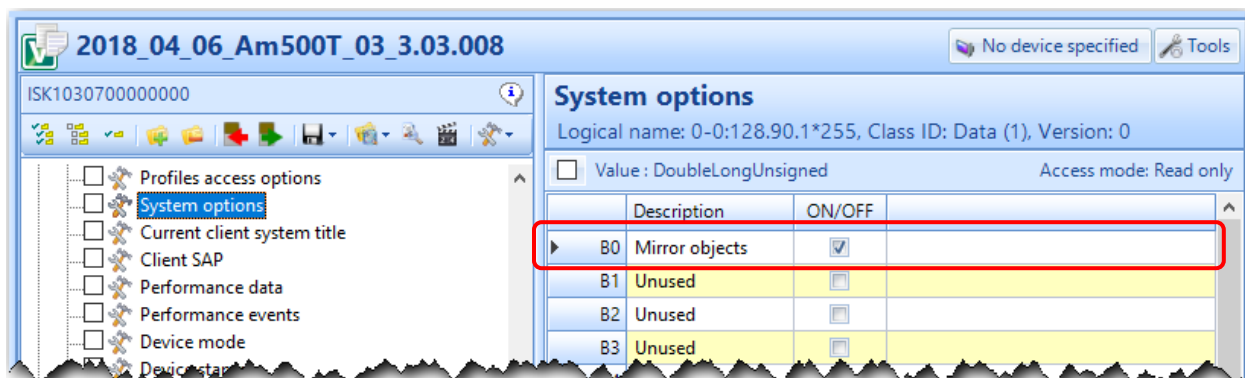 2018_04_06_Am500T_03_3.03.008
No device specified
Tools
ISK1030700000000
Profiles access options
System options
Current client system title
Client SAP
Performance data
Performance events
Device mode
System options
Logical name: 0-0:128.90.1*255, Class ID: Data (1), Version: 0
Value : DoubleLongUnsigned Access mode: Read only
Description ON/OFF
B0 Mirror objects
B1 Unused
B2 Unused
B3 Unused